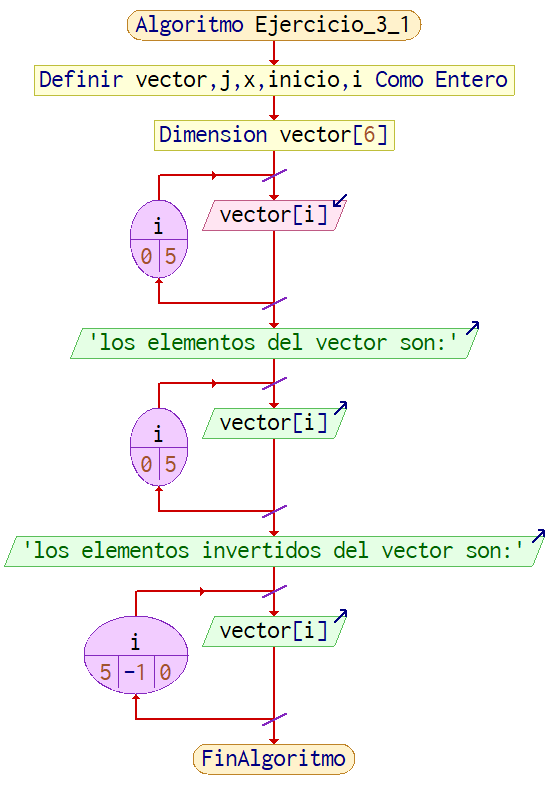 Algoritmo Ejercicio_3_1
Definir vector,j,x,inicio,i Como Entero
Dimension vector[6]
vector[i]
i
0 5
'los elementos del vector son:'
vector[i]
i
0 5
'los elementos invertidos del vector son:'
vector[i]
i
5 -1 0
FinAlgoritmo